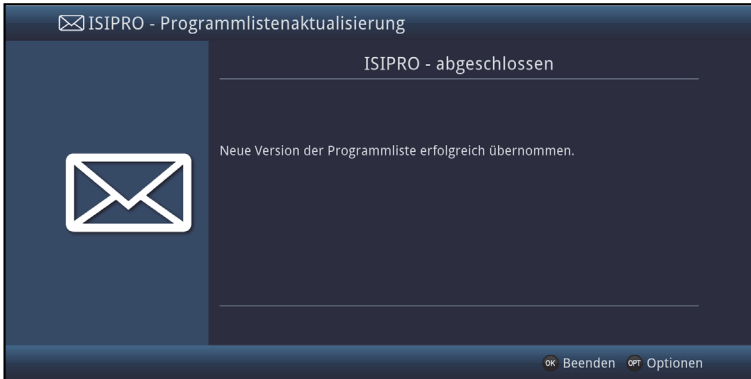 ISIPRO - Programmlistenaktualisierung
ISIPRO - abgeschlossen
Neue Version der Programmliste erfolgreich übernommen.
OK Beenden OPT Optionen